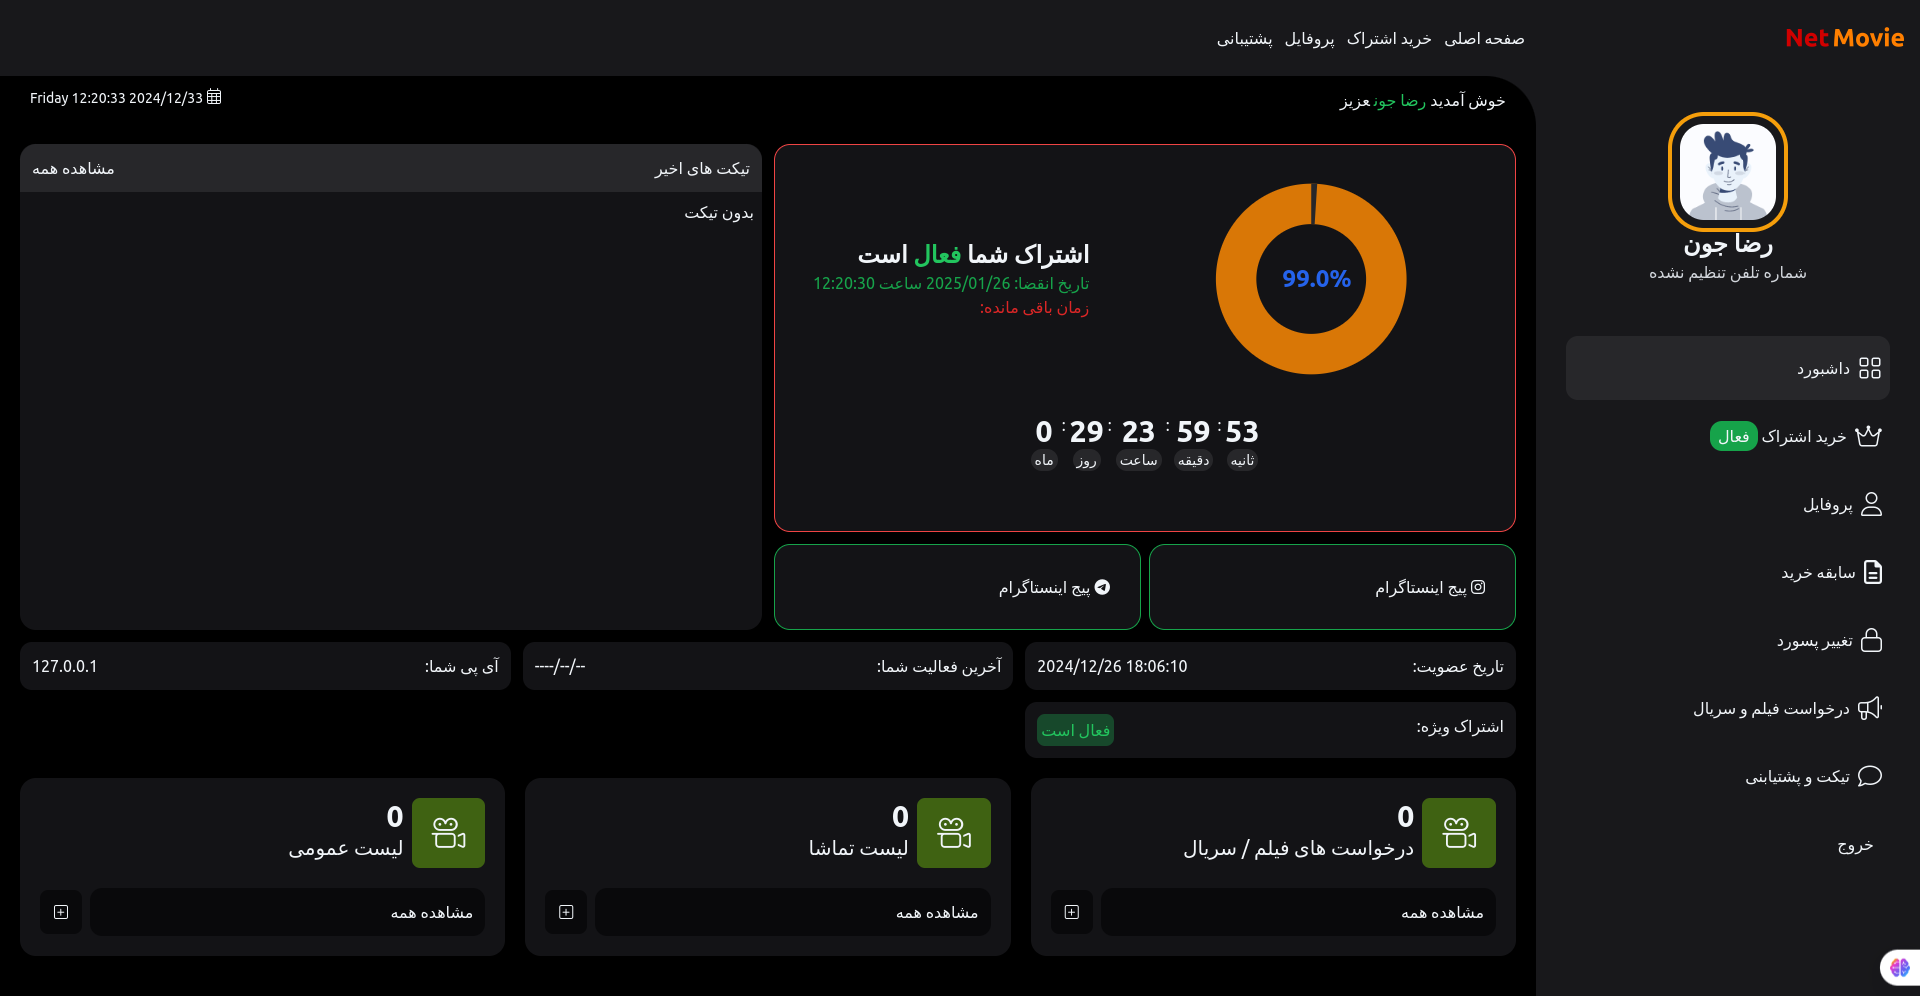 Net Movie
صفحه اصلی
خرید اشتراک
پروفایل
پشتیبانی
رضا جون
شماره تلفن تنظیم نشده
داشبورد
خرید اشتراک فعال
پروفایل
سابقه خرید
تغییر پسورد
درخواست فیلم و سریال
تیکت و پشتیابنی
خروج
خوش آمدید رضا جون عزیز
Friday 12:20:33 2024/12/33
99.0%
اشتراک شما فعال است
تاریخ انقضا: 2025/01/26 ساعت 12:20:30
زمان باقی مانده:
0 : 29 : 23 : 59 : 53
ماه روز ساعت دقیقه ثانیه
تیکت های اخیر
مشاهده همه
بدون تیکت
پیج اینستاگرام
پیج اینستاگرام
تاریخ عضویت: 2024/12/26 18:06:10
آخرین فعالیت شما: ----/--/--
آی پی شما: 127.0.0.1
اشتراک ویژه: فعال است
0
درخواست های فیلم / سریال
مشاهده همه
0
لیست تماشا
مشاهده همه
0
لیست عمومی
مشاهده همه